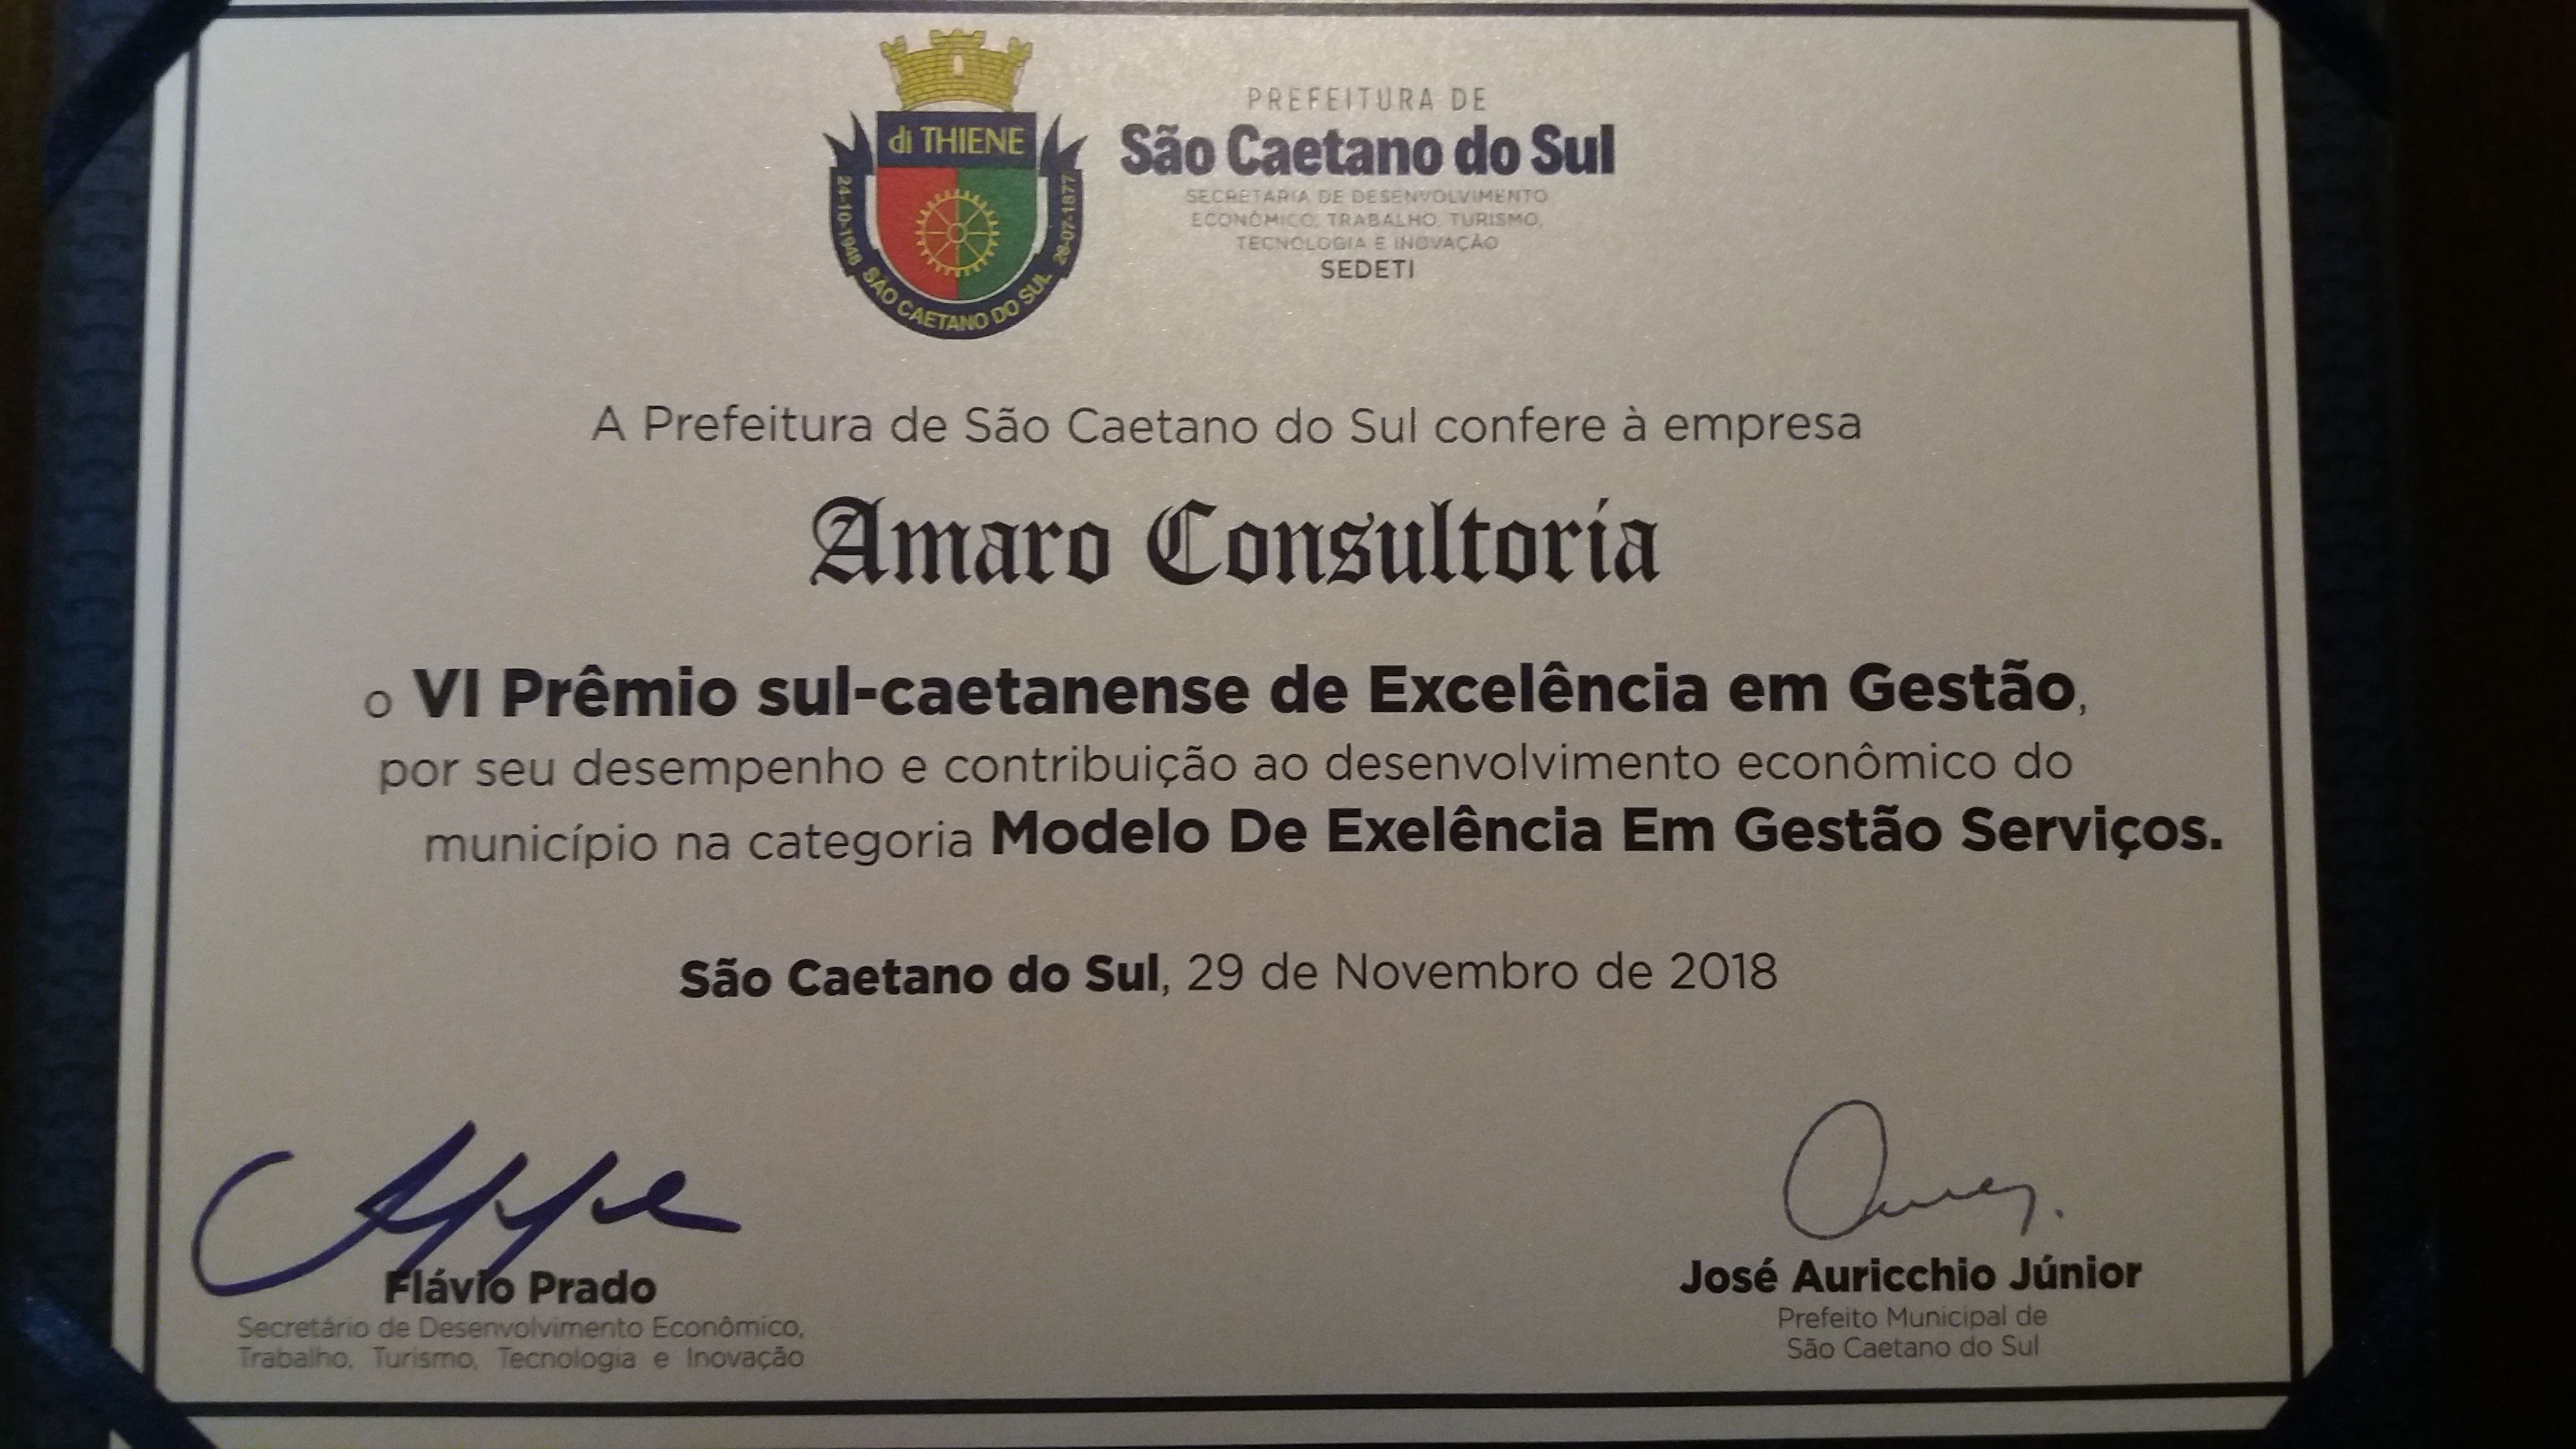 di THIENE
24-10-1948 SÃO CAETANO DO SUL 28-07-1877
PREFEITURA DE
São Caetano do Sul
SECRETARIA DE DESENVOLVIMENTO
ECONÔMICO, TRABALHO, TURISMO,
TECNOLOGIA E INOVAÇÃO
SEDETI
A Prefeitura de São Caetano do Sul confere à empresa
Amaro Consultoria
o VI Prêmio sul-caetanense de Excelência em Gestão,
por seu desempenho e contribuição ao desenvolvimento econômico do
município na categoria Modelo De Exelência Em Gestão Serviços.
São Caetano do Sul, 29 de Novembro de 2018
Flávio Prado
Secretário de Desenvolvimento Econômico,
Trabalho, Turismo, Tecnologia e Inovação
José Auricchio Júnior
Prefeito Municipal de
São Caetano do Sul